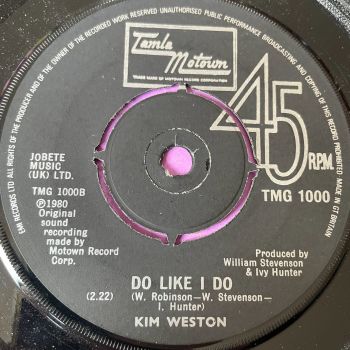 EMI RECORDS LTD ALL RIGHTS OF THE PRODUCER AND OF THE OWNER OF THE RECORDED WORK RESERVED UNAUTHORISED PUBLIC PERFORMANCE BROADCASTING AND COPYING OF THIS RECORD PROHIBITED MADE IN GT BRITAIN
Tamla
Motown
TRADE MARK OF MOTOWN RECORD CORPORATION
45
RPM.
JOBETE
MUSIC
(UK) LTD.
TMG 1000B
TMG 1000
℗1980
Original
sound
recording
made by
Motown Record
Corp.
Produced by
William Stevenson
& Ivy Hunter
DO LIKE I DO
(2.22) (W. Robinson—W. Stevenson—
I. Hunter)
KIM WESTON